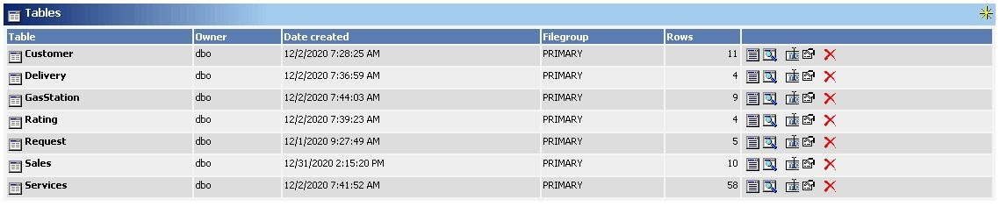 Tables
Table Owner Date created Filegroup Rows
Customer dbo 12/2/2020 7:28:25 AM PRIMARY 11
Delivery dbo 12/2/2020 7:36:59 AM PRIMARY 4
GasStation dbo 12/2/2020 7:44:03 AM PRIMARY 9
Rating dbo 12/2/2020 7:39:23 AM PRIMARY 4
Request dbo 12/1/2020 9:27:49 AM PRIMARY 5
Sales dbo 12/31/2020 2:15:20 PM PRIMARY 10
Services dbo 12/2/2020 7:41:52 AM PRIMARY 58